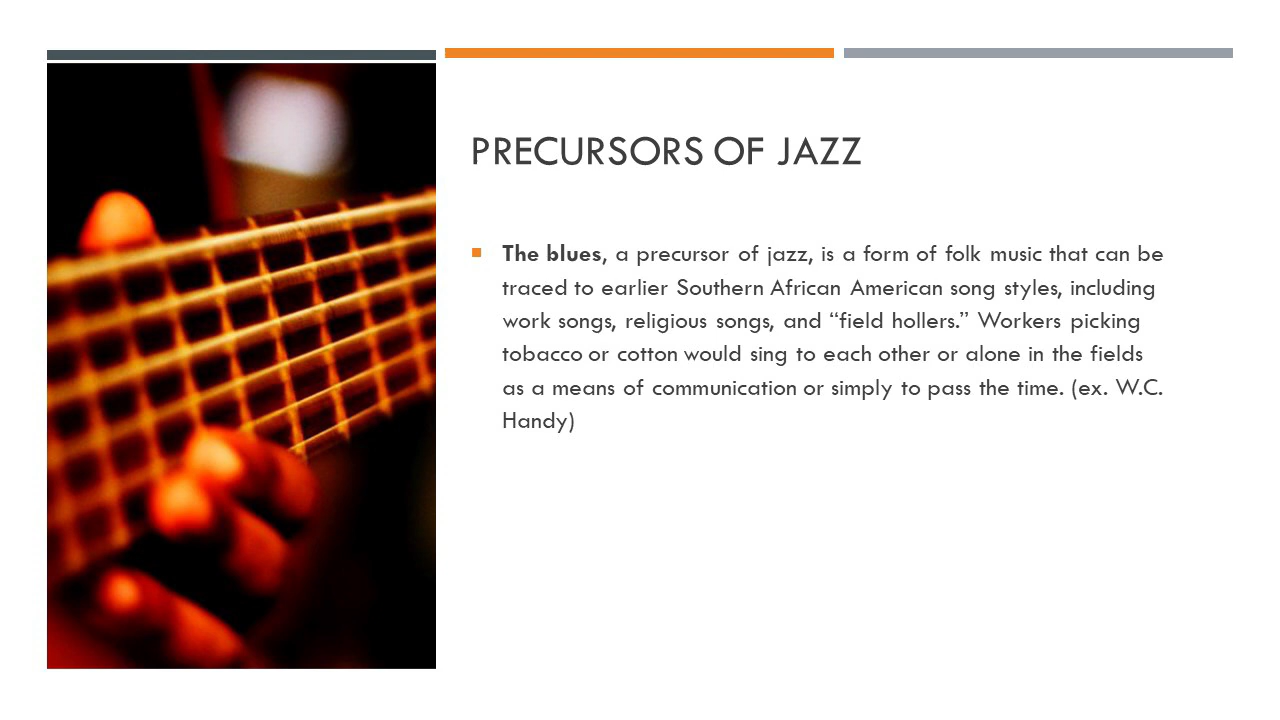 PRECURSORS OF JAZZ
The blues, a precursor of jazz, is a form of folk music that can be
traced to earlier Southern African American song styles, including
work songs, religious songs, and “field hollers.” Workers picking
tobacco or cotton would sing to each other or alone in the fields
as a means of communication or simply to pass the time. (ex. W.C.
Handy)